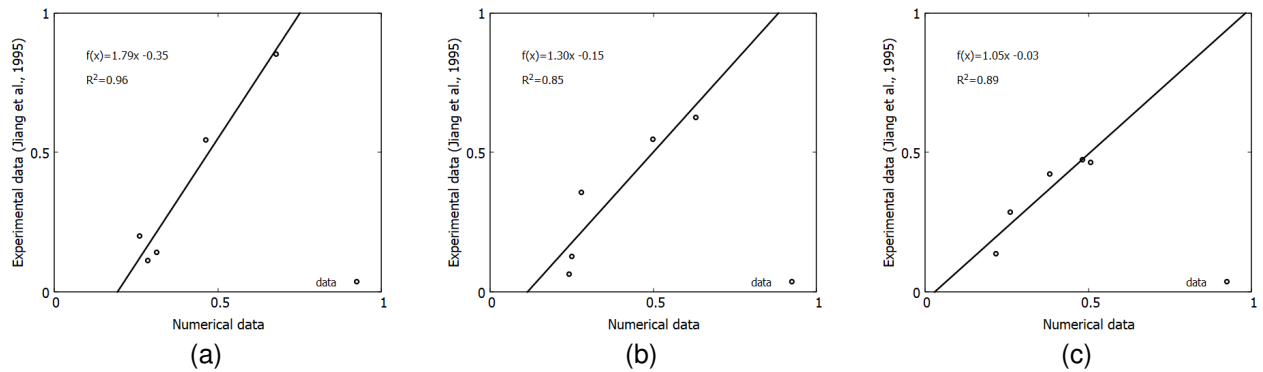 1
0.5
0
0
0.5
1
f(x)=1.79x -0.35
R²=0.96
data
Experimental data (Jiang et al., 1995)
Numerical data
(a)
1
0.5
0
0
0.5
1
f(x)=1.30x -0.15
R²=0.85
data
Experimental data (Jiang et al., 1995)
Numerical data
(b)
1
0.5
0
0
0.5
1
f(x)=1.05x -0.03
R²=0.89
data
Experimental data (Jiang et al., 1995)
Numerical data
(c)